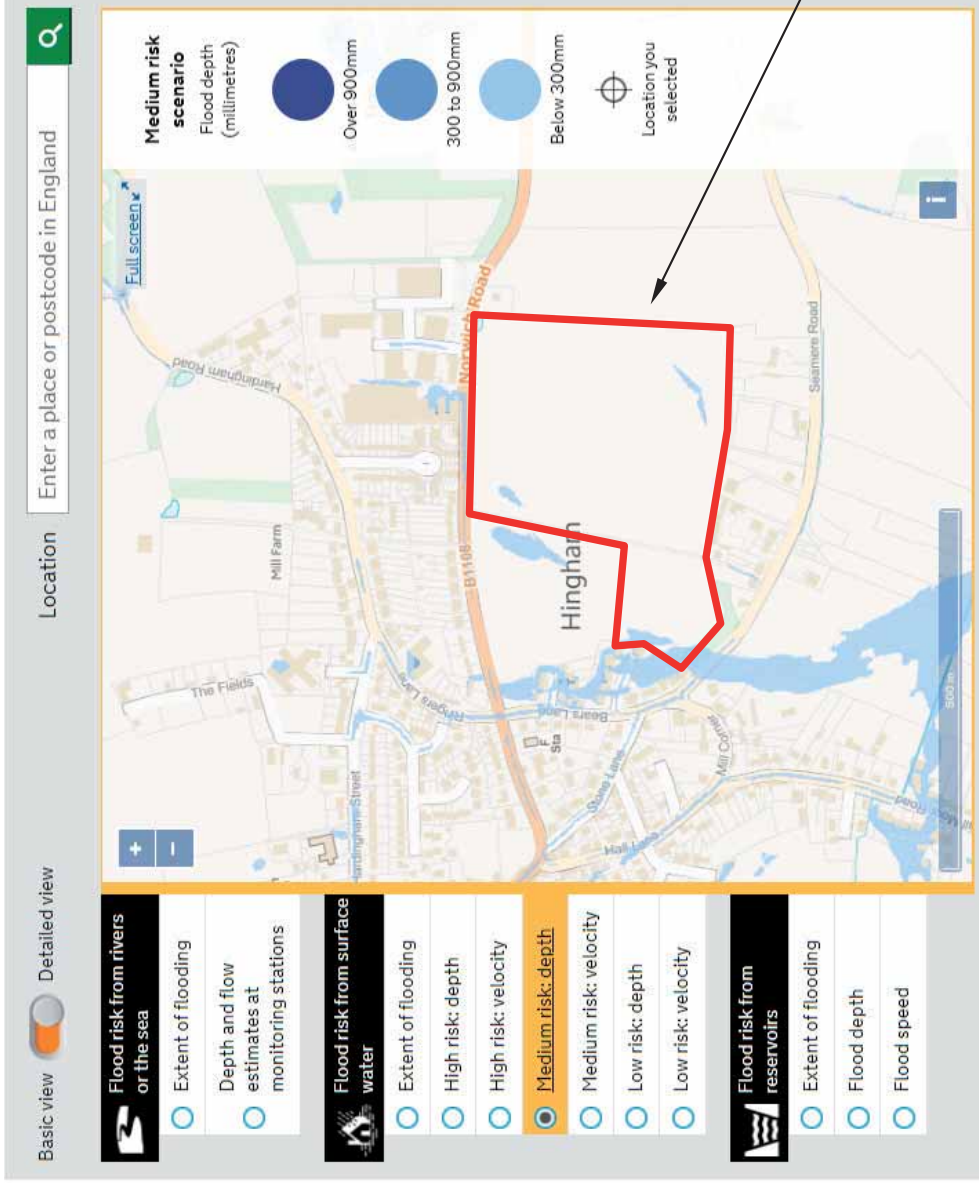 Basic view
Detailed view
Location
Enter a place or postcode in England
Flood risk from rivers
or the sea
Extent of flooding
Depth and flow
estimates at
monitoring stations
Flood risk from surface
water
Extent of flooding
High risk: depth
High risk: velocity
Medium risk: depth
Medium risk: velocity
Low risk: depth
Low risk: velocity
Flood risk from
reservoirs
Extent of flooding
Flood depth
Flood speed
+
−
Full screen
The Fields
Mill Farm
Hardingham Road
Hardingham Street
Ringers Lane
B1108
Norwich Road
F
Sta
Bears Lane
Stone Lane
Hall Lane
Mill Corner
Hingham
Seamere Road
Road
500 m
i
Medium risk
scenario
Flood depth
(millimetres)
Over 900mm
300 to 900mm
Below 300mm
Location you
selected